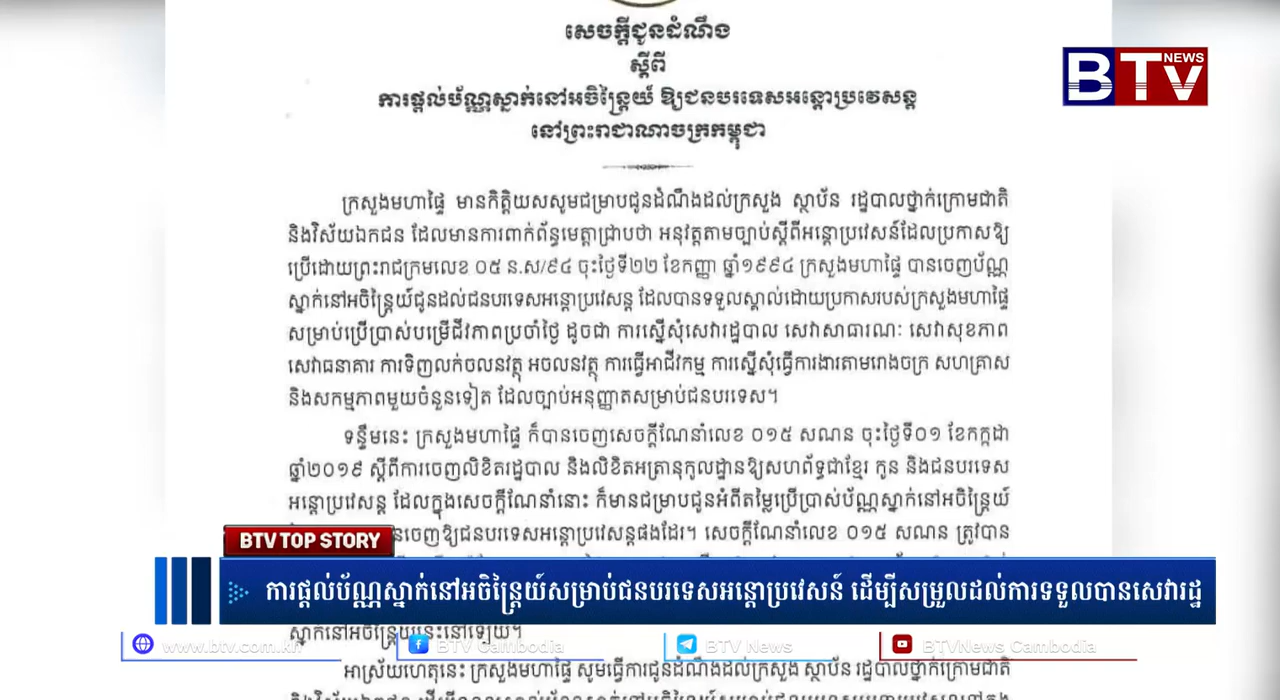 សេចក្តីជូនដំណឹង
ស្តីពី
ការផ្តល់ប័ណ្ណស្នាក់នៅអចិន្ត្រៃយ៍ ឱ្យជនបរទេសអន្តោប្រវេសន្ត
នៅព្រះរាជាណាចក្រកម្ពុជា
BTV NEWS
ក្រសួងមហាផ្ទៃ មានកិត្តិយសសូមជម្រាបជូនដំណឹងដល់ក្រសួង ស្ថាប័ន រដ្ឋបាលថ្នាក់ក្រោមជាតិ
និងវិស័យឯកជន ដែលមានការពាក់ព័ន្ធមេត្តាជ្រាបថា អនុវត្តតាមច្បាប់ស្តីពីអន្តោប្រវេសន៍ដែលប្រកាសឱ្យ
ប្រើដោយព្រះរាជក្រមលេខ ០៥ ន.ស/៩៤ ចុះថ្ងៃទី២២ ខែកញ្ញា ឆ្នាំ១៩៩៤ ក្រសួងមហាផ្ទៃ បានចេញប័ណ្ណ
ស្នាក់នៅអចិន្ត្រៃយ៍ជូនដល់ជនបរទេសអន្តោប្រវេសន្ត ដែលបានទទួលស្គាល់ដោយប្រកាសរបស់ក្រសួងមហាផ្ទៃ
សម្រាប់ប្រើប្រាស់បម្រើជីវភាពប្រចាំថ្ងៃ ដូចជា ការស្នើសុំសេវារដ្ឋបាល សេវាសាធារណៈ សេវាសុខភាព
សេវាធនាគារ ការទិញលក់ចលនវត្ថុ អចលនវត្ថុ ការធ្វើអាជីវកម្ម ការស្នើសុំធ្វើការងារតាមរោងចក្រ សហគ្រាស
និងសកម្មភាពមួយចំនួនទៀត ដែលច្បាប់អនុញ្ញាតសម្រាប់ជនបរទេស។
ទន្ទឹមនេះ ក្រសួងមហាផ្ទៃ ក៏បានចេញសេចក្តីណែនាំលេខ ០១៥ សណន ចុះថ្ងៃទី០១ ខែកក្កដា
ឆ្នាំ២០១៩ ស្តីពីការចេញលិខិតរដ្ឋបាល និងលិខិតអត្រានុកូលដ្ឋានឱ្យសហព័ទ្ធជាខ្មែរ កូន និងជនបរទេស
អន្តោប្រវេសន្ត ដែលក្នុងសេចក្តីណែនាំនោះ ក៏មានជម្រាបជូនអំពីតម្លៃប្រើប្រាស់ប័ណ្ណស្នាក់នៅអចិន្ត្រៃយ៍
នចេញឱ្យជនបរទេសអន្តោប្រវេសន្តផងដែរ។ សេចក្តីណែនាំលេខ ០១៥ សណន ត្រូវបាន
BTV TOP STORY
ការផ្តល់ប័ណ្ណស្នាក់នៅអចិន្ត្រៃយ៍សម្រាប់ជនបរទេសអន្តោប្រវេសន៍ ដើម្បីសម្រួលដល់ការទទួលបានសេវារដ្ឋ
ស្នាក់នៅអចិន្ត្រៃយ៍នេះនៅឡើយ។
www.btv.com.kh
BTV Cambodia
BTV News
BTVNews Cambodia
អាស្រ័យហេតុនេះ ក្រសួងមហាផ្ទៃ សូមធ្វើការជូនដំណឹងដល់ក្រសួង ស្ថាប័ន រដ្ឋបាលថ្នាក់ក្រោមជាតិ